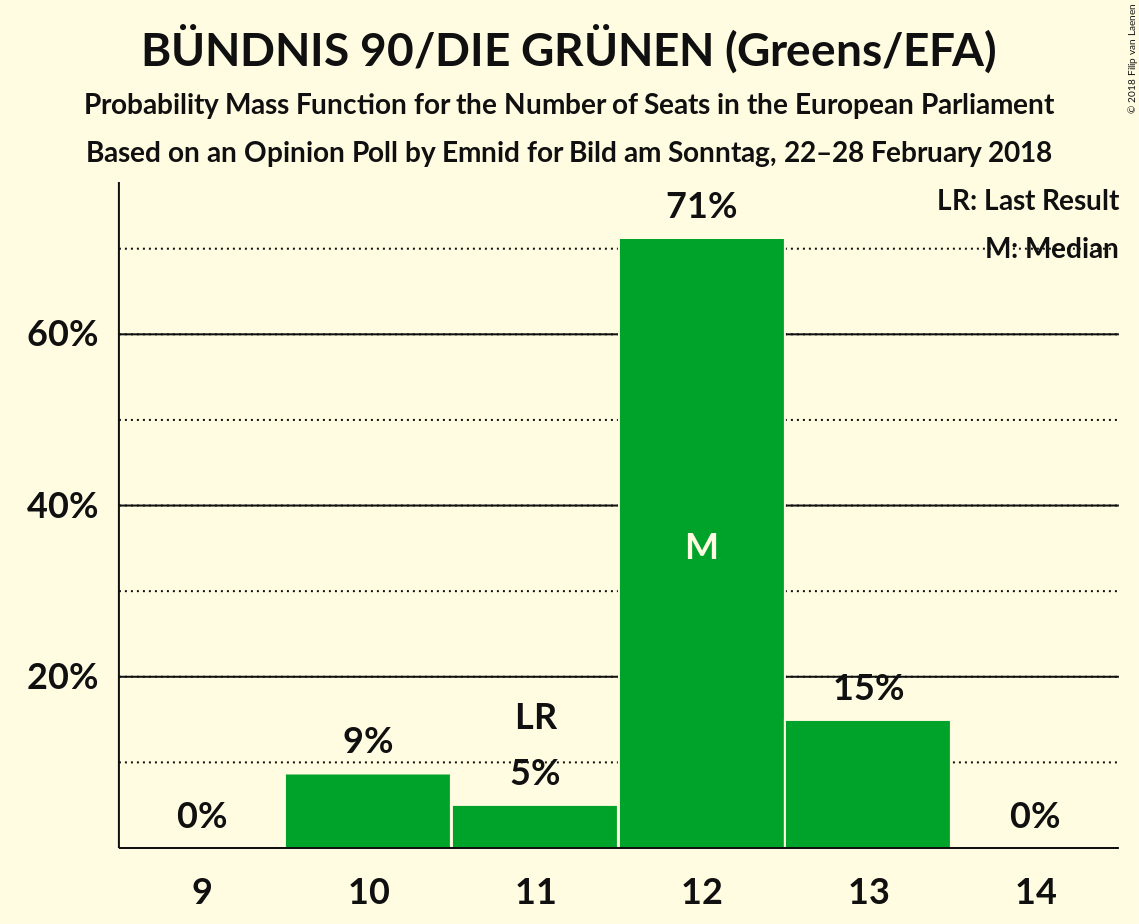 BÜNDNIS 90/DIE GRÜNEN (Greens/EFA)
Probability Mass Function for the Number of Seats in the European Parliament
Based on an Opinion Poll by Emnid for Bild am Sonntag, 22–28 February 2018
© 2018 Filip van Laenen
LR: Last Result
M: Median
60%
40%
20%
0%
9%
LR
5%
71%
M
15%
0%
9 10 11 12 13 14